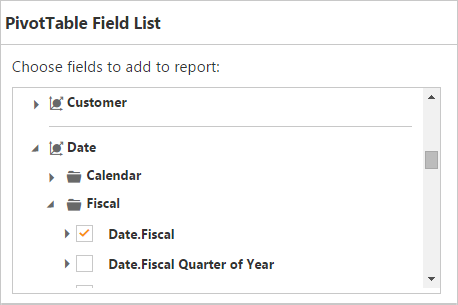 PivotTable Field List
Choose fields to add to report:
Customer
Date
Calendar
Fiscal
Date.Fiscal
Date.Fiscal Quarter of Year